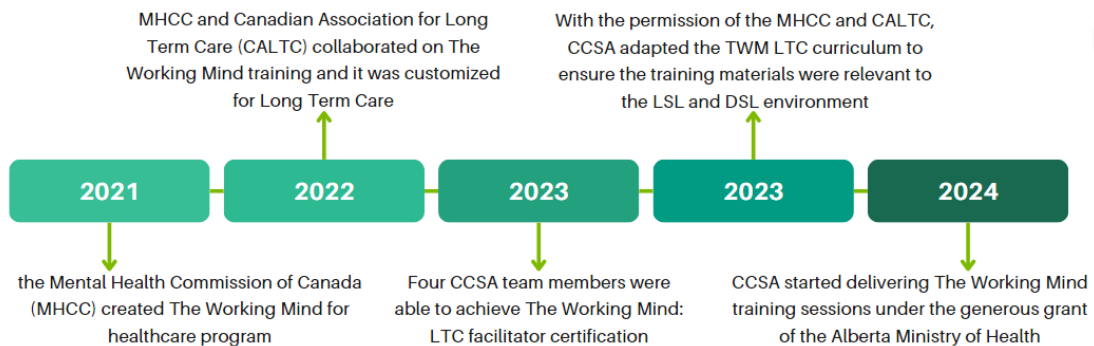 MHCC and Canadian Association for Long
Term Care (CALTC) collaborated on The
Working Mind training and it was customized
for Long Term Care
With the permission of the MHCC and CALTC,
CCSA adapted the TWM LTC curriculum to
ensure the training materials were relevant to
the LSL and DSL environment
2021
2022
2023
2023
2024
the Mental Health Commission of Canada
(MHCC) created The Working Mind for
healthcare program
Four CCSA team members were
able to achieve The Working Mind:
LTC facilitator certification
CCSA started delivering The Working Mind
training sessions under the generous grant
of the Alberta Ministry of Health